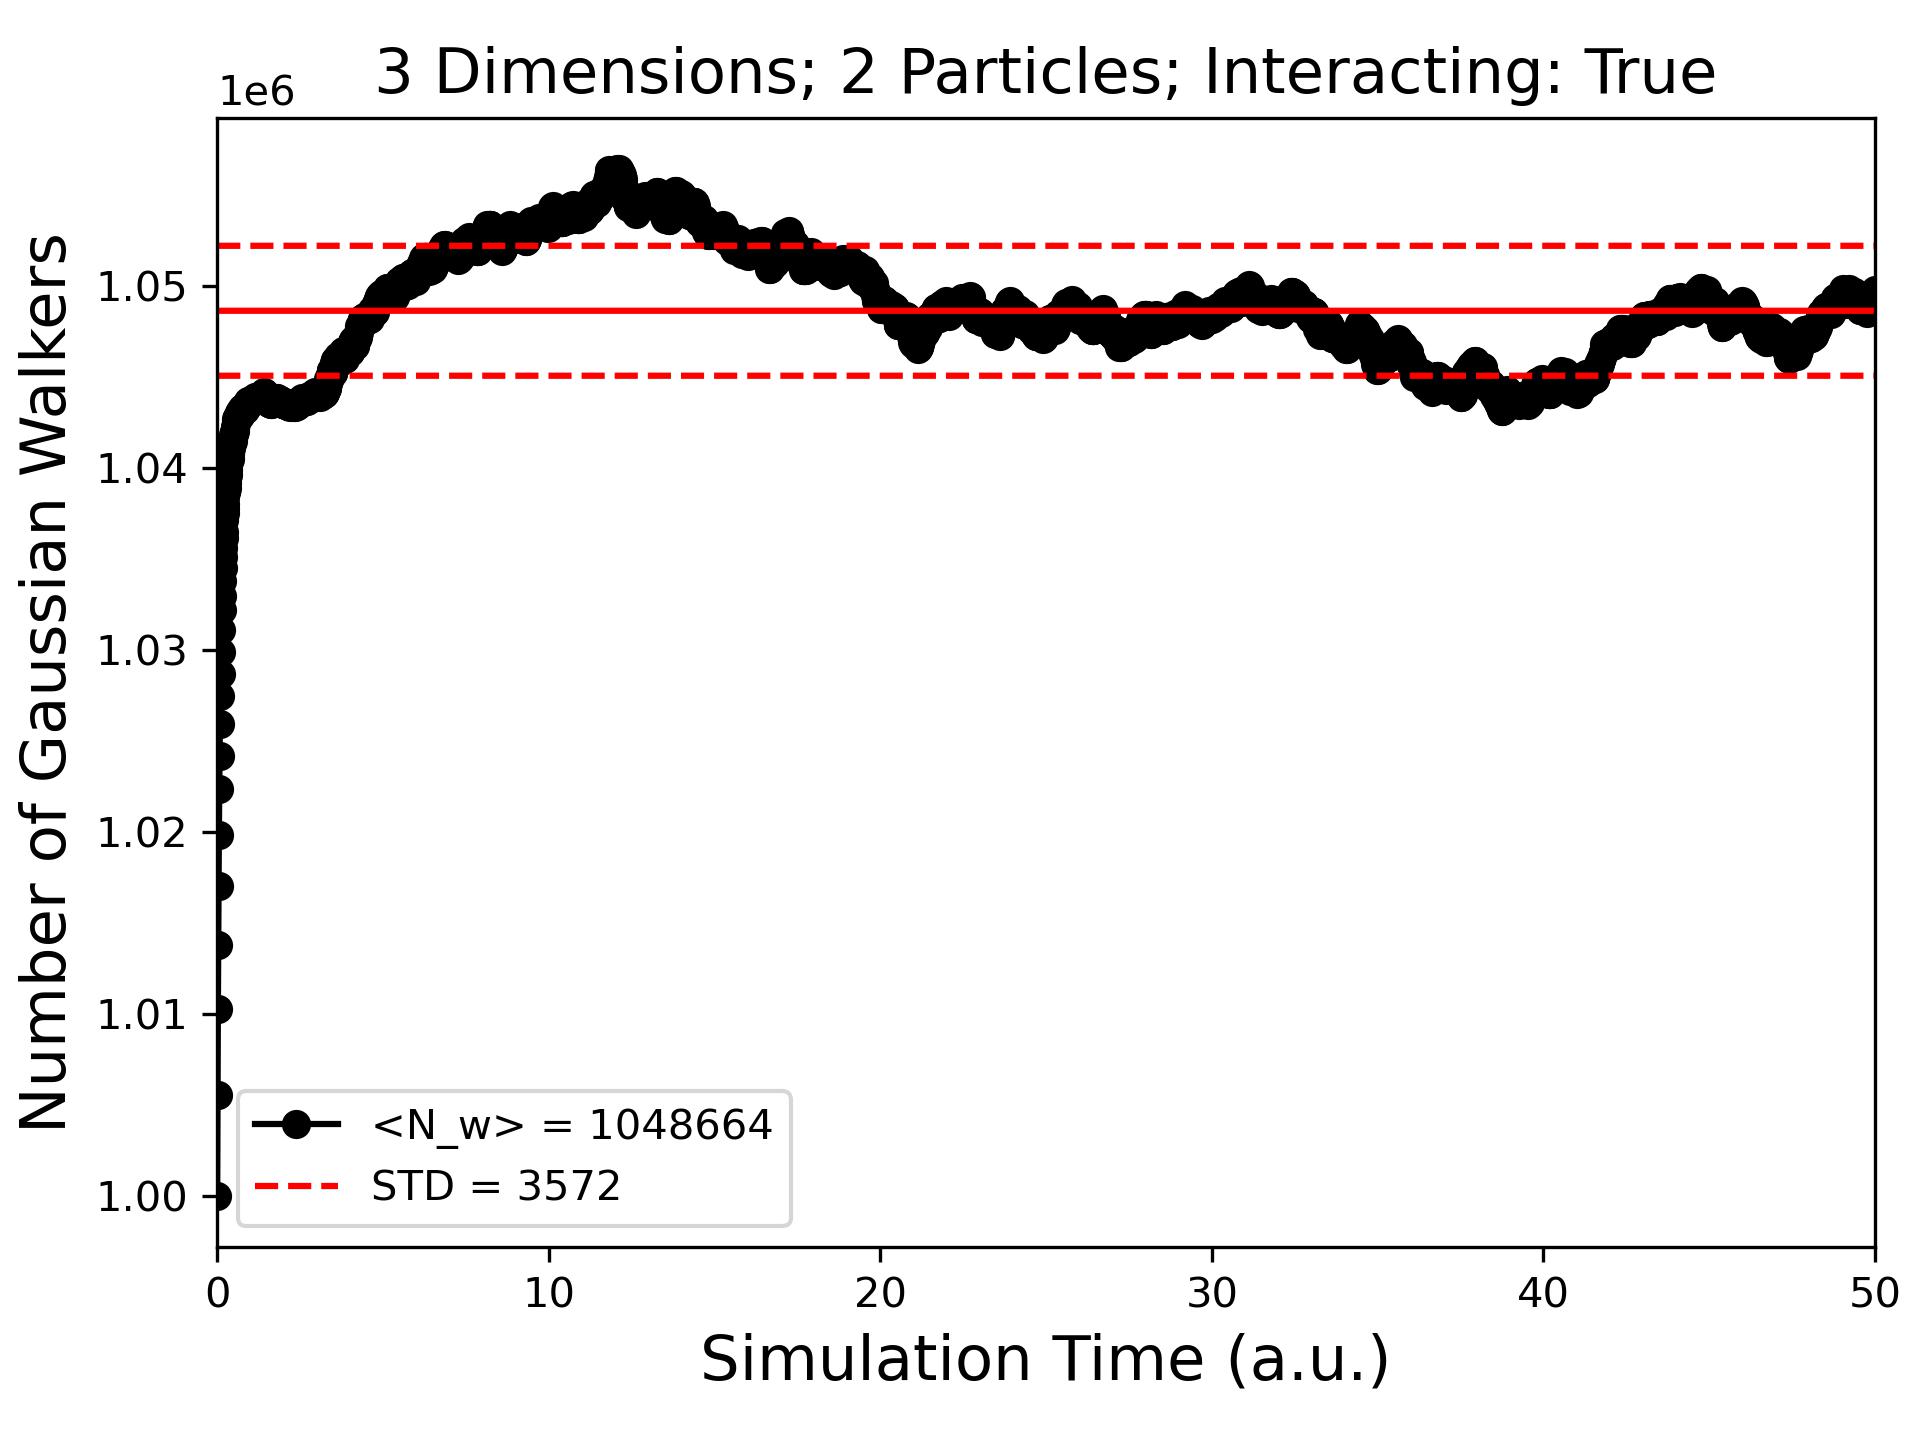 3 Dimensions; 2 Particles; Interacting: True
1e6
Number of Gaussian Walkers
1.05
1.04
1.03
1.02
1.01
1.00
<N_w> = 1048664
STD = 3572
0 10 20 30 40 50
Simulation Time (a.u.)